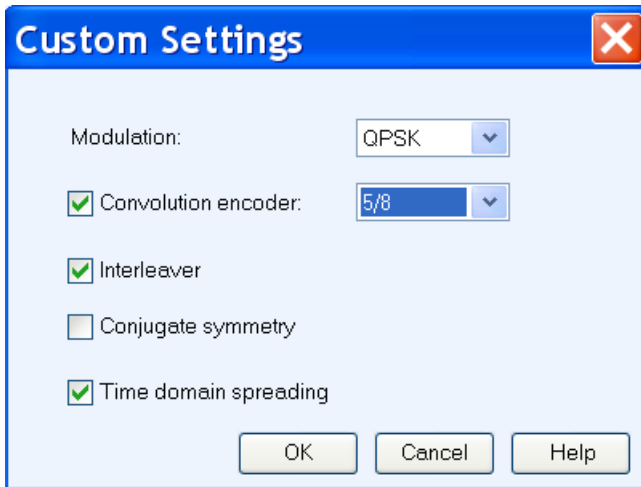 Custom Settings
Modulation: QPSK
Convolution encoder: 5/8
Interleaver
Conjugate symmetry
Time domain spreading
OK Cancel Help